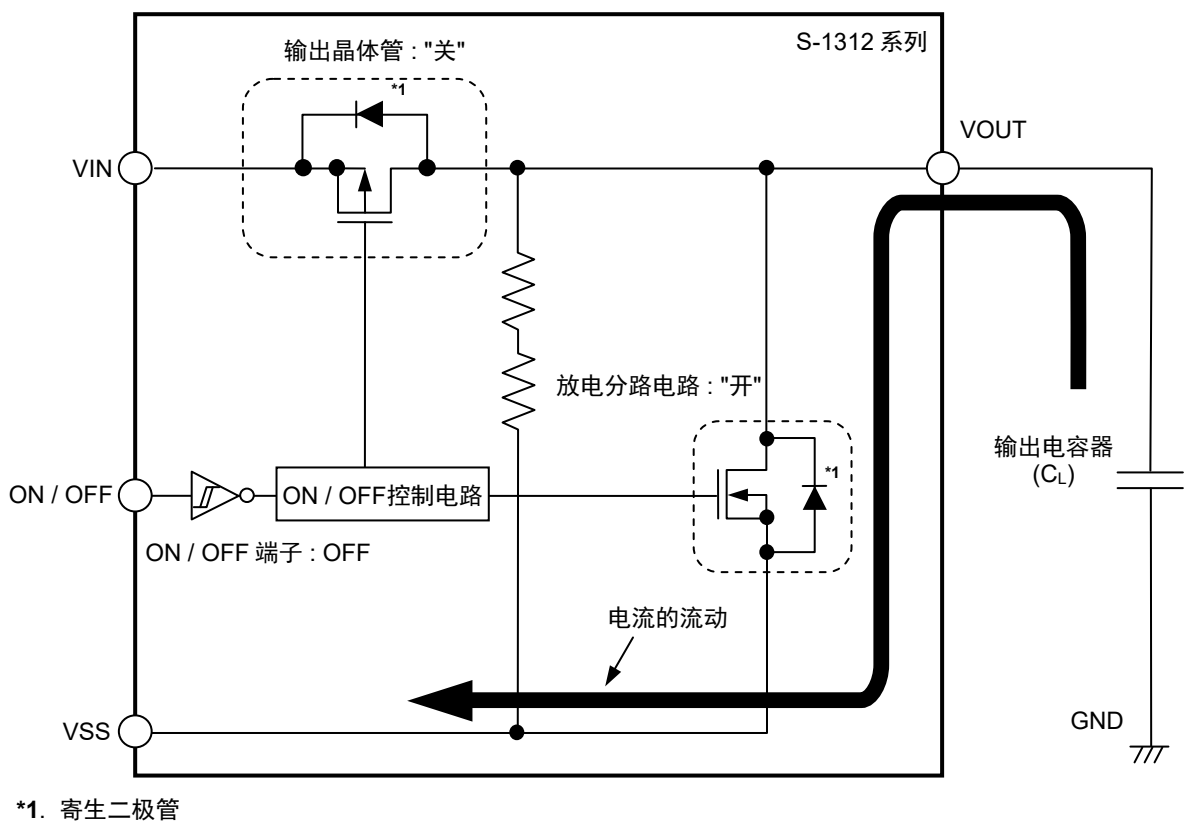 S-1312 系列
输出晶体管 : "关"
*1
VOUT
VIN
放电分路电路 : "开"
*1
输出电容器
(CL)
ON / OFF
ON / OFF控制电路
ON / OFF 端子 : OFF
电流的流动
VSS
GND
*1. 寄生二极管